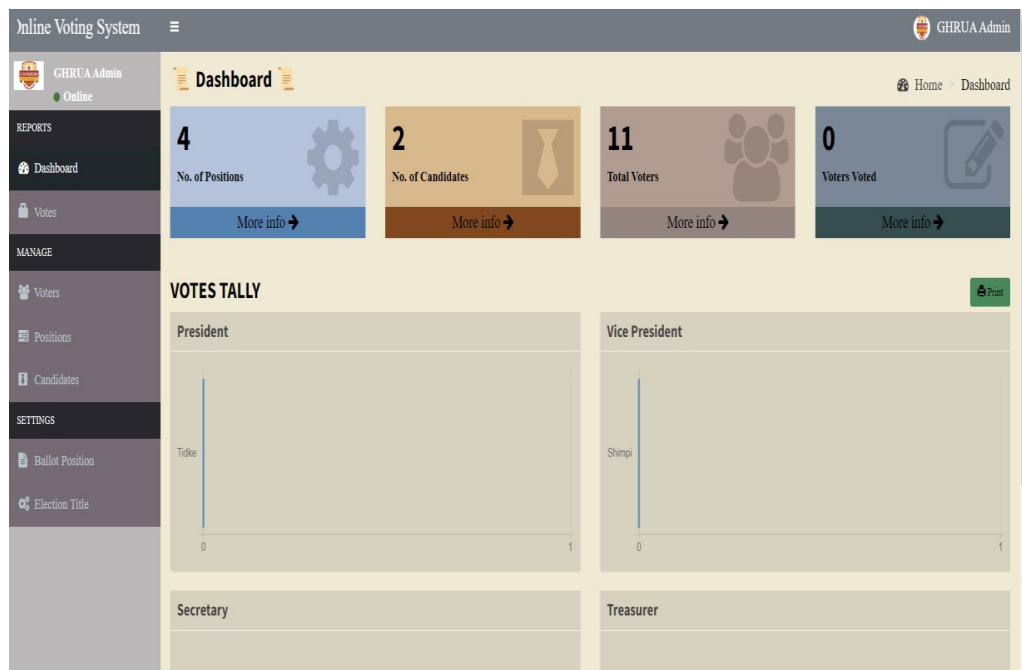 Online Voting System
GHRUA Admin
GHRUA Admin
Online
Dashboard
Home > Dashboard
REPORTS
Dashboard
Votes
MANAGE
Voters
Positions
Candidates
SETTINGS
Ballot Position
Election Title
4
No. of Positions
More info
2
No. of Candidates
More info
11
Total Voters
More info
0
Voters Voted
More info
VOTES TALLY
Print
President
Tidke
0 1
Vice President
Shimpi
0 1
Secretary
Treasurer